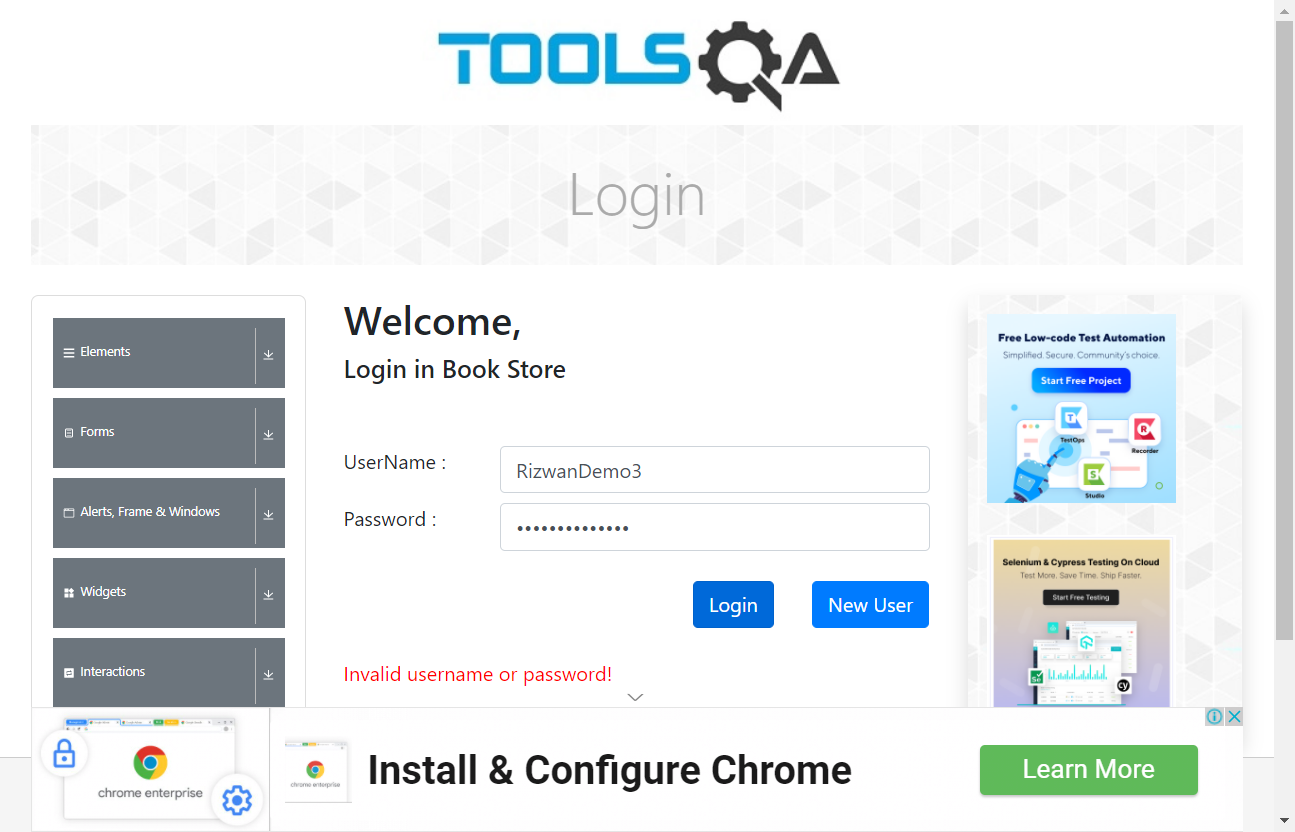 TOOLSQA
Login
Elements
Forms
Alerts, Frame & Windows
Widgets
Interactions
Welcome,
Login in Book Store
UserName :
RizwanDemo3
Password :
••••••••••••••
Login
New User
Invalid username or password!
Free Low-code Test Automation
Simplified. Secure. Community's choice.
Start Free Project
TestOps
Recorder
Studio
Selenium & Cypress Testing On Cloud
Test More. Save Time. Ship Faster.
Start Free Testing
Se
cy
chrome enterprise
chrome enterprise
Install & Configure Chrome
Learn More